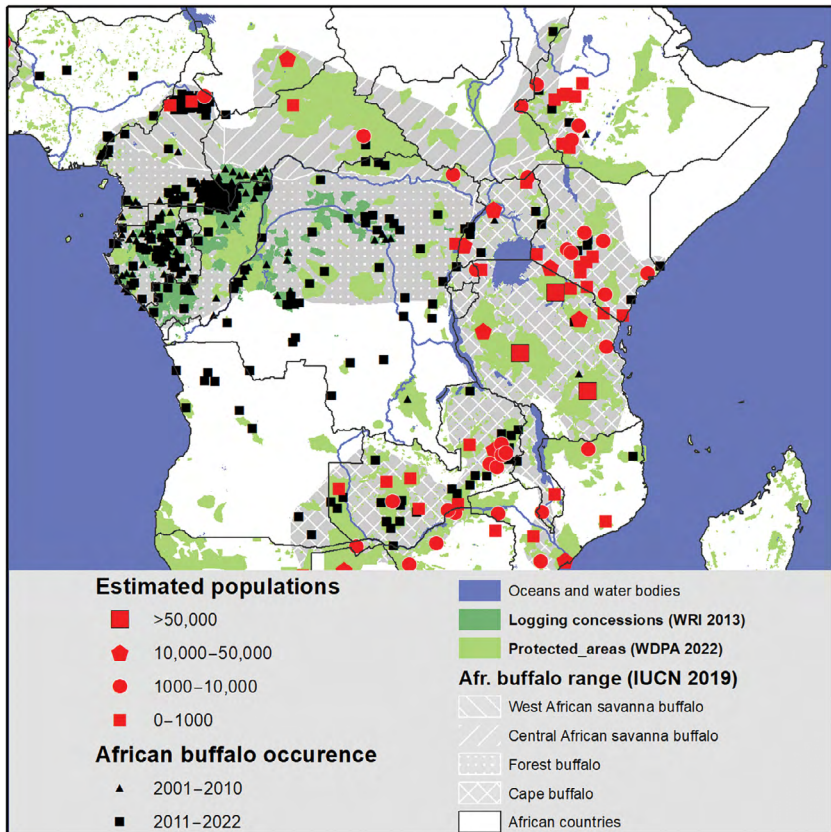 Estimated populations
>50,000
10,000–50,000
1000–10,000
0–1000
African buffalo occurence
2001–2010
2011–2022
Oceans and water bodies
Logging concessions (WRI 2013)
Protected_areas (WDPA 2022)
Afr. buffalo range (IUCN 2019)
West African savanna buffalo
Central African savanna buffalo
Forest buffalo
Cape buffalo
African countries